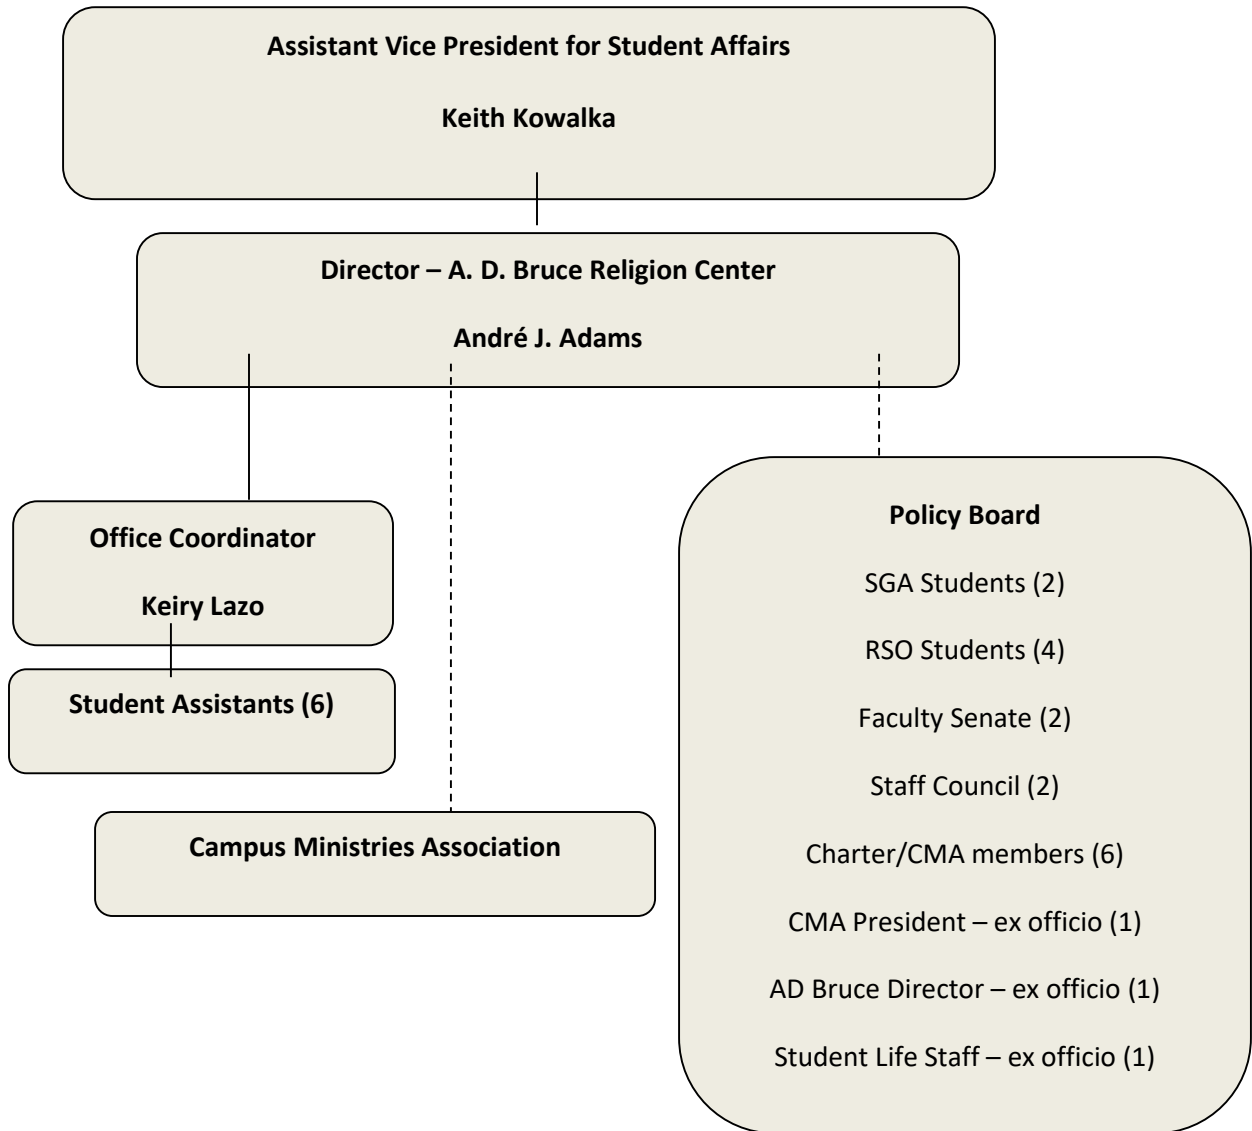 Assistant Vice President for Student Affairs
Keith Kowalka
Director – A. D. Bruce Religion Center
André J. Adams
Office Coordinator
Keiry Lazo
Student Assistants (6)
Campus Ministries Association
Policy Board
SGA Students (2)
RSO Students (4)
Faculty Senate (2)
Staff Council (2)
Charter/CMA members (6)
CMA President – ex officio (1)
AD Bruce Director – ex officio (1)
Student Life Staff – ex officio (1)